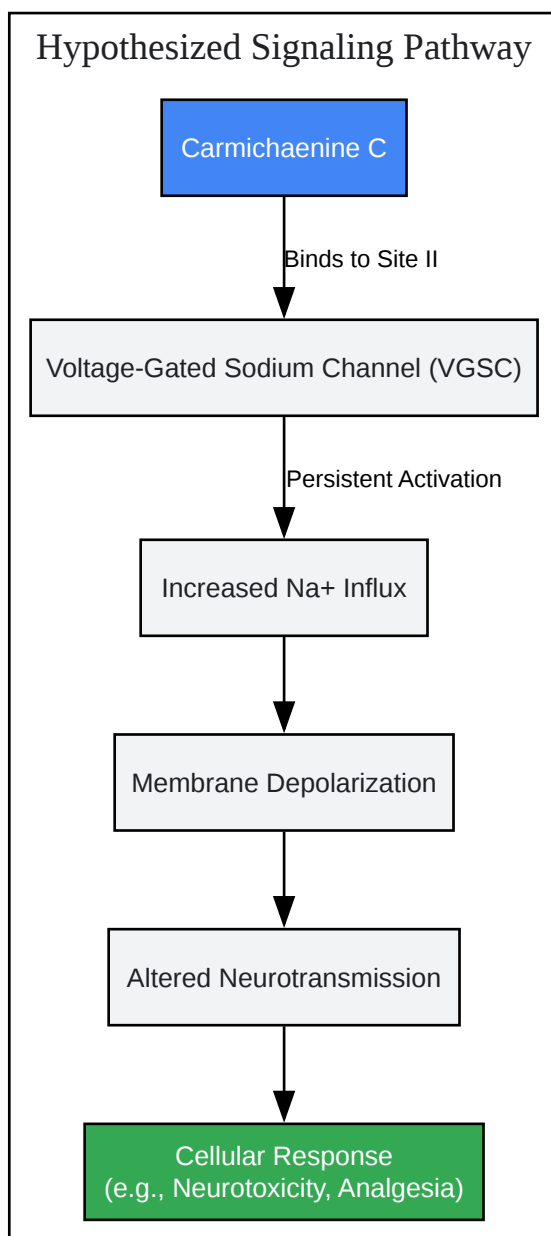 Hypothesized Signaling Pathway
Carmichaenine C
Binds to Site II
Voltage-Gated Sodium Channel (VGSC)
Persistent Activation
Increased Na+ Influx
Membrane Depolarization
Altered Neurotransmission
Cellular Response
(e.g., Neurotoxicity, Analgesia)